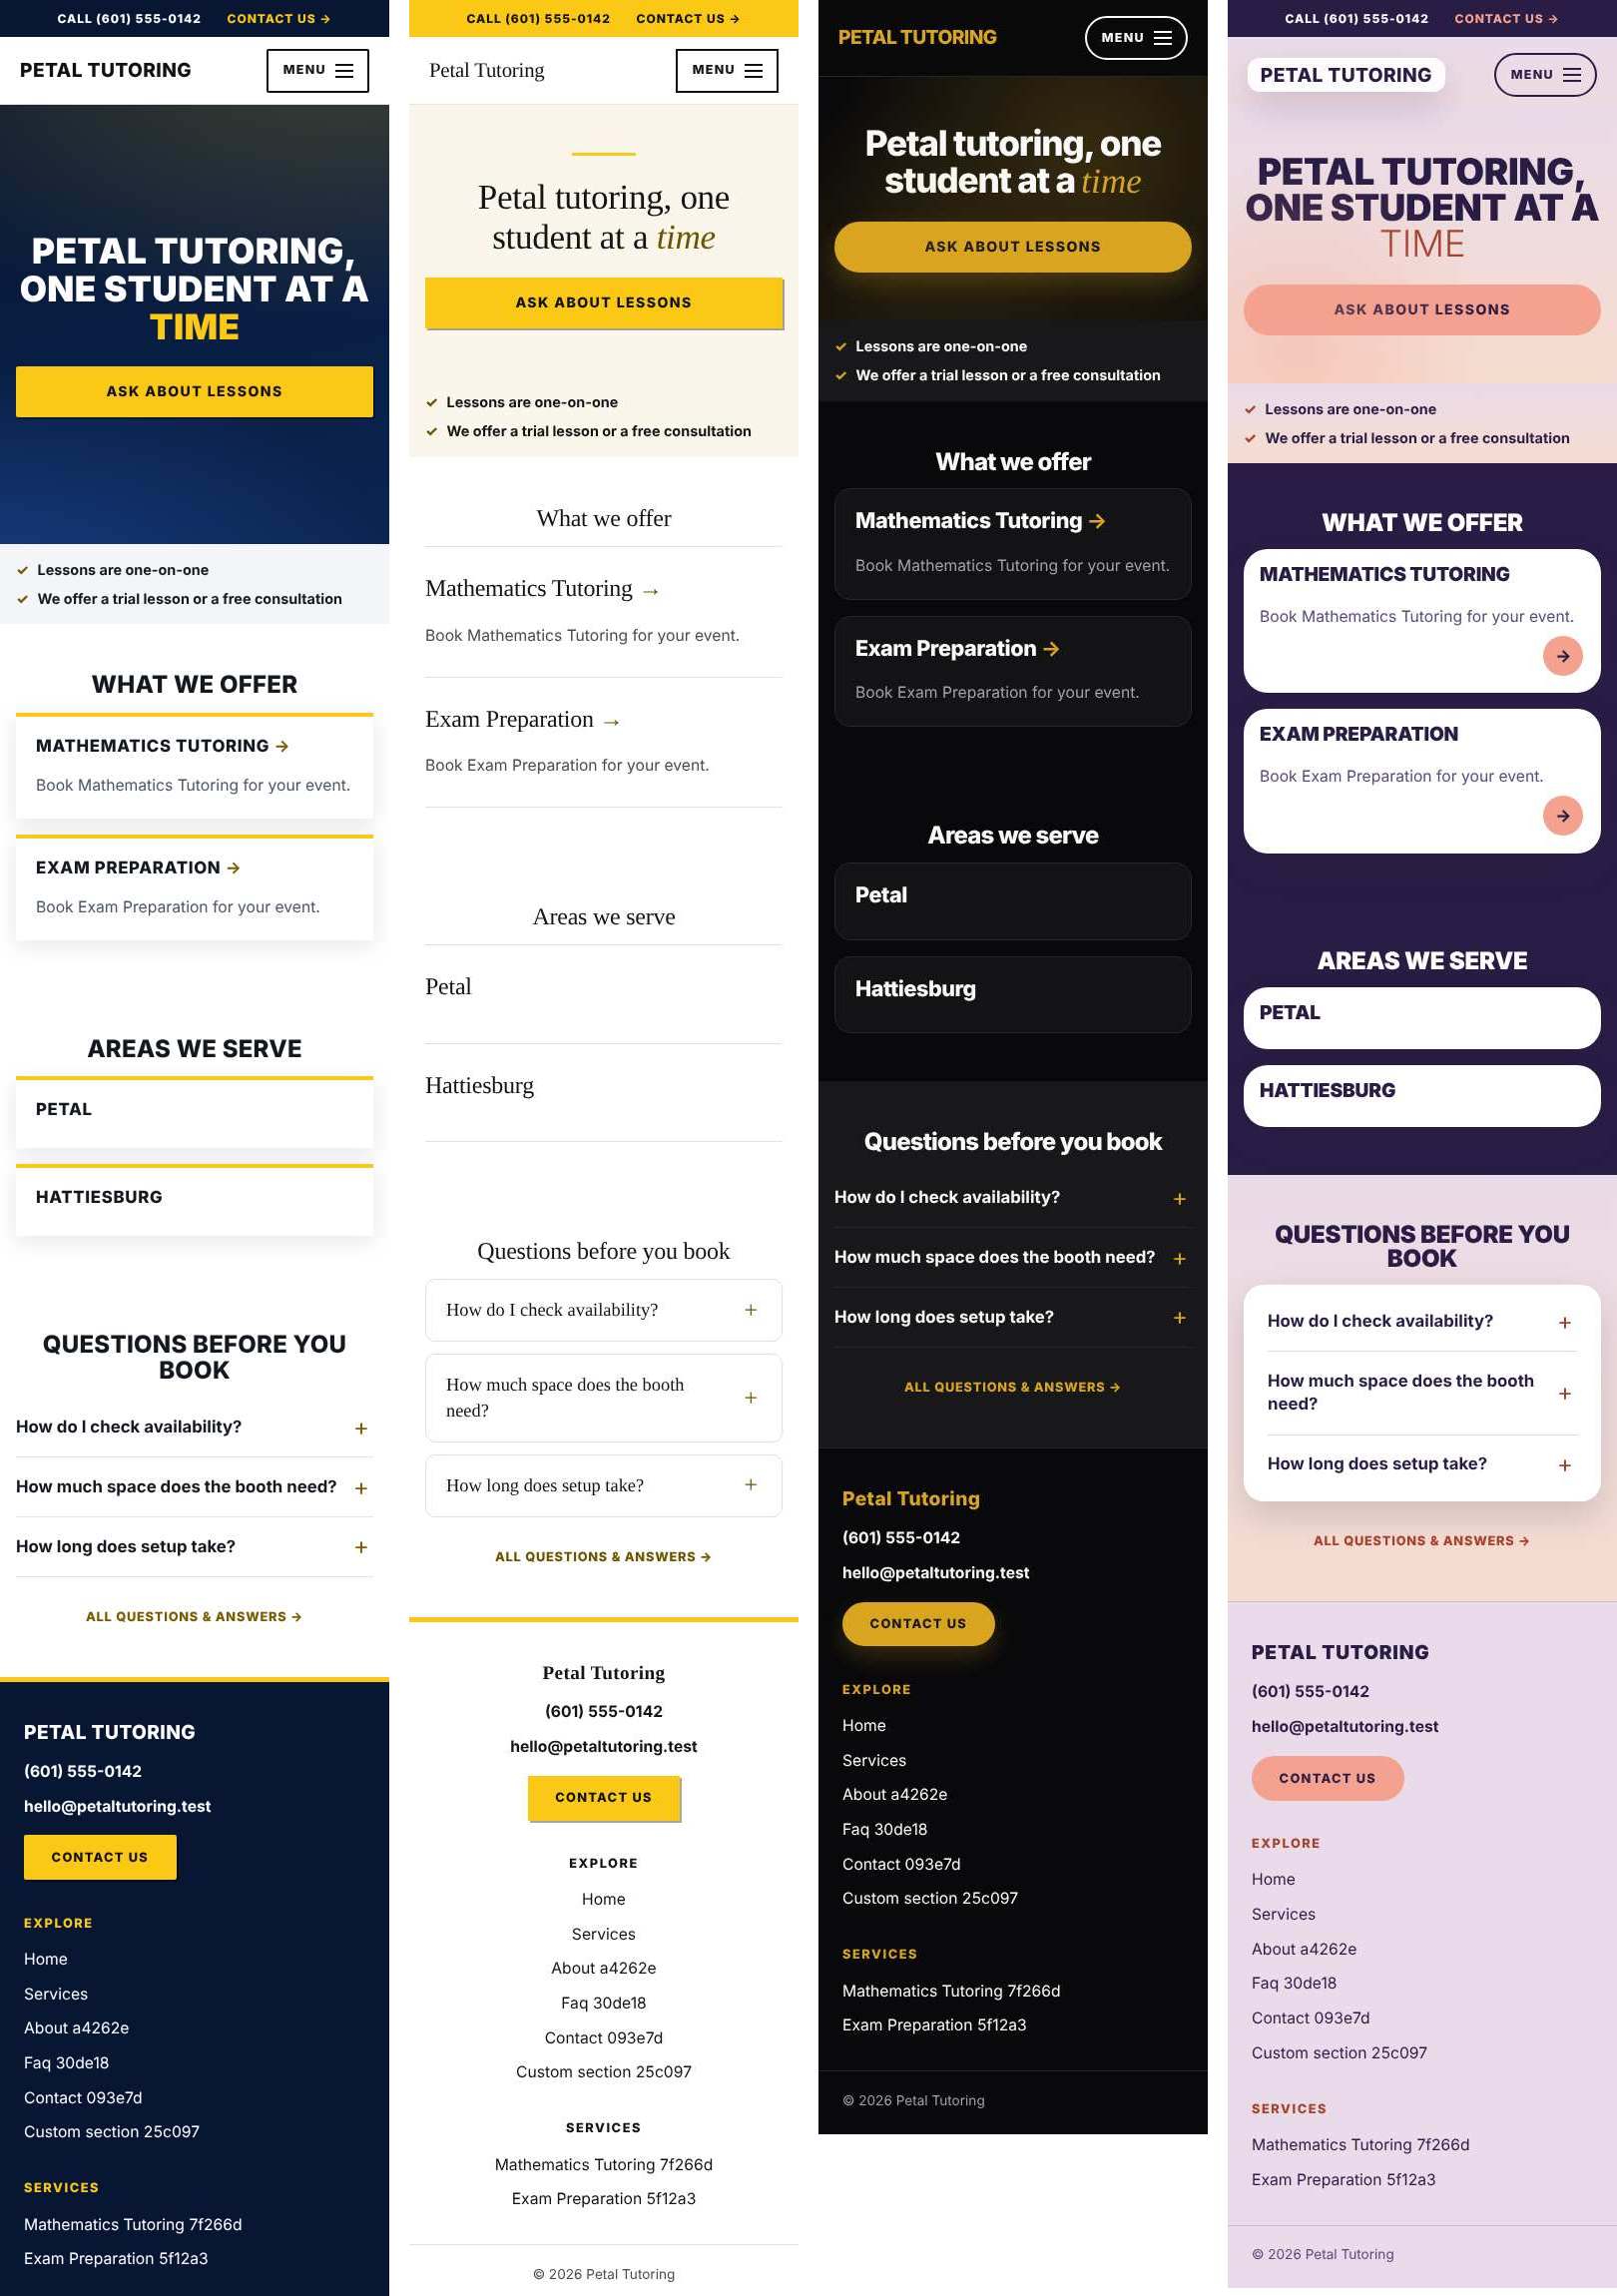 CALL (601) 555-0142 CONTACT US →
PETAL TUTORING
MENU
PETAL TUTORING,
ONE STUDENT AT A
TIME
ASK ABOUT LESSONS
✓ Lessons are one-on-one
✓ We offer a trial lesson or a free consultation
WHAT WE OFFER
MATHEMATICS TUTORING →
Book Mathematics Tutoring for your event.
EXAM PREPARATION →
Book Exam Preparation for your event.
AREAS WE SERVE
PETAL
HATTIESBURG
QUESTIONS BEFORE YOU
BOOK
How do I check availability? +
How much space does the booth need? +
How long does setup take? +
ALL QUESTIONS & ANSWERS →
PETAL TUTORING
(601) 555-0142
hello@petaltutoring.test
CONTACT US
EXPLORE
Home
Services
About a4262e
Faq 30de18
Contact 093e7d
Custom section 25c097
SERVICES
Mathematics Tutoring 7f266d
Exam Preparation 5f12a3
CALL (601) 555-0142 CONTACT US →
Petal Tutoring
MENU
Petal tutoring, one
student at a time
ASK ABOUT LESSONS
✓ Lessons are one-on-one
✓ We offer a trial lesson or a free consultation
What we offer
Mathematics Tutoring →
Book Mathematics Tutoring for your event.
Exam Preparation →
Book Exam Preparation for your event.
Areas we serve
Petal
Hattiesburg
Questions before you book
How do I check availability? +
How much space does the booth
need? +
How long does setup take? +
ALL QUESTIONS & ANSWERS →
Petal Tutoring
(601) 555-0142
hello@petaltutoring.test
CONTACT US
EXPLORE
Home
Services
About a4262e
Faq 30de18
Contact 093e7d
Custom section 25c097
SERVICES
Mathematics Tutoring 7f266d
Exam Preparation 5f12a3
© 2026 Petal Tutoring
PETAL TUTORING
MENU
Petal tutoring, one
student at a time
ASK ABOUT LESSONS
✓ Lessons are one-on-one
✓ We offer a trial lesson or a free consultation
What we offer
Mathematics Tutoring →
Book Mathematics Tutoring for your event.
Exam Preparation →
Book Exam Preparation for your event.
Areas we serve
Petal
Hattiesburg
Questions before you book
How do I check availability? +
How much space does the booth need? +
How long does setup take? +
ALL QUESTIONS & ANSWERS →
Petal Tutoring
(601) 555-0142
hello@petaltutoring.test
CONTACT US
EXPLORE
Home
Services
About a4262e
Faq 30de18
Contact 093e7d
Custom section 25c097
SERVICES
Mathematics Tutoring 7f266d
Exam Preparation 5f12a3
© 2026 Petal Tutoring
CALL (601) 555-0142 CONTACT US →
PETAL TUTORING
MENU
PETAL TUTORING,
ONE STUDENT AT A
TIME
ASK ABOUT LESSONS
✓ Lessons are one-on-one
✓ We offer a trial lesson or a free consultation
WHAT WE OFFER
MATHEMATICS TUTORING
Book Mathematics Tutoring for your event.
→
EXAM PREPARATION
Book Exam Preparation for your event.
→
AREAS WE SERVE
PETAL
HATTIESBURG
QUESTIONS BEFORE YOU
BOOK
How do I check availability? +
How much space does the booth
need? +
How long does setup take? +
ALL QUESTIONS & ANSWERS →
PETAL TUTORING
(601) 555-0142
hello@petaltutoring.test
CONTACT US
EXPLORE
Home
Services
About a4262e
Faq 30de18
Contact 093e7d
Custom section 25c097
SERVICES
Mathematics Tutoring 7f266d
Exam Preparation 5f12a3
© 2026 Petal Tutoring